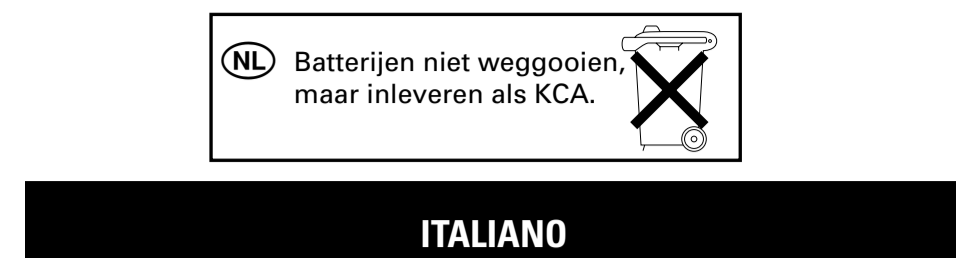 NL
Batterijen niet weggooien,
maar inleveren als KCA.
ITALIANO